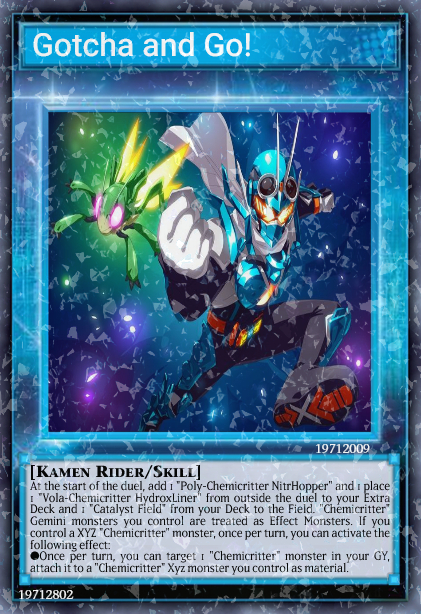 Gotcha and Go!
19712009
[Kamen Rider/Skill]
At the start of the duel, add 1 "Poly-Chemicritter NitrHopper" and 1 place
1 "Vola-Chemicritter HydroxLiner" from outside the duel to your Extra
Deck and 1 "Catalyst Field" from your Deck to the Field. "Chemicritter"
Gemini monsters you control are treated as Effect Monsters. If you
control a XYZ "Chemicritter" monster, once per turn, you can activate the
following effect:
●Once per turn, you can target 1 "Chemicritter" monster in your GY,
attach it to a "Chemicritter" Xyz monster you control as material.
19712802